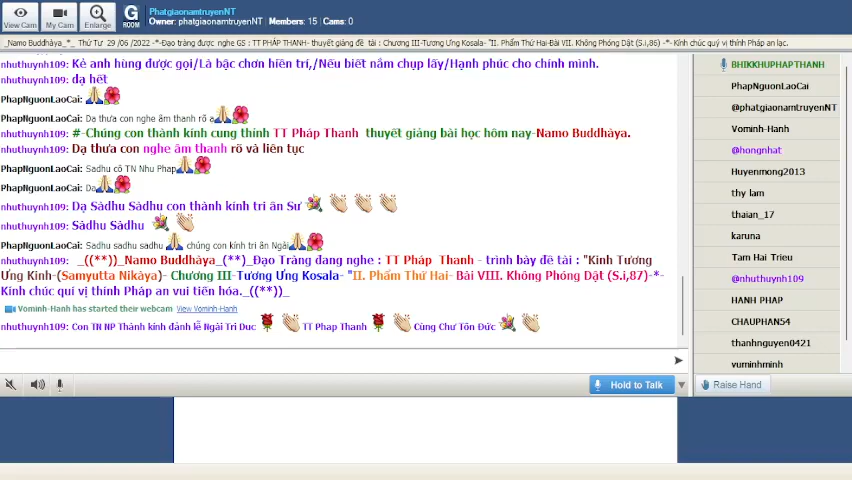 View Cam
My Cam
Enlarge
G
ROOM
PhatgiaonamtruyenNT
Owner: phatgiaonamtruyenNT | Members: 15 | Cams: 0
_Namo Buddhàya_*_ Thứ Tư 29 /06 /2022 -*-Đạo tràng được nghe GS : TT PHÁP THANH- thuyết giảng đề tài : Chương III-Tương Ưng Kosala- "II. Phẩm Thứ Hai-Bài VII. Không Phóng Dật (S.i,86) -*- Kính chúc quý vị thính Pháp an lạc.
nhuthuynh109: Kẻ anh hùng được gọi/Là bậc chơn hiền trí,/Nếu biết nắm chụp lấy/Hạnh phúc cho chính mình.
nhuthuynh109: dạ hết
PhapNguonLaoCai:
PhapNguonLaoCai: Dạ thưa con nghe âm thanh rõ ạ
nhuthuynh109: #-Chúng con thành kính cung thỉnh TT Pháp Thanh thuyết giảng bài học hôm nay-Namo Buddhàya.
nhuthuynh109: Dạ thưa con nghe âm thanh rõ và liên tục
PhapNguonLaoCai: Sadhu cô TN Nhu Phap
PhapNguonLaoCai: Dạ
nhuthuynh109: Dạ Sàdhu Sàdhu con thành kính tri ân Sư
nhuthuynh109: Sàdhu Sàdhu
PhapNguonLaoCai: Sadhu sadhu sadhu chúng con kính tri ân Ngài
nhuthuynh109: _((**))_Namo Buddhàya_(**)_Đạo Tràng đang nghe : TT Pháp Thanh - trình bày đề tài : "Kinh Tương
Ưng Kinh-(Samyutta Nikàya)- Chương III-Tương Ưng Kosala- "II. Phẩm Thứ Hai- Bài VIII. Không Phóng Dật (S.i,87)-*-
Kính chúc quí vị thính Pháp an vui tiến hóa._((**))_
Vominh-Hanh has started their webcam View Vominh-Hanh
nhuthuynh109: Con TN NP Thành kính đảnh lễ Ngài Tri Duc TT Phap Thanh Cùng Chư Tôn Đức
Hold to Talk
BHIKKHUPHAPTHANH
PhapNguonLaoCai
@phatgiaonamtruyenNT
Vominh-Hanh
@hongnhat
Huyenmong2013
thy lam
thaian_17
karuna
Tam Hai Trieu
@nhuthuynh109
HANH PHAP
CHAUPHAN54
thanhnguyen0421
vuminhminh
Raise Hand